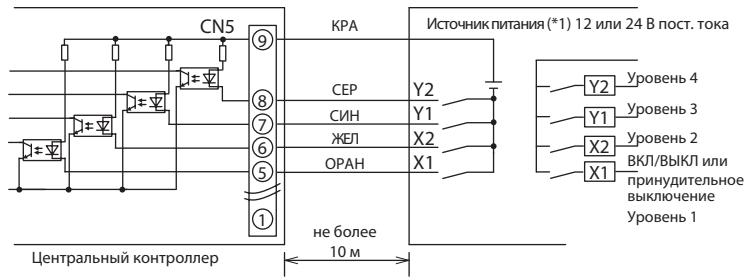 CN5
9
КРА
Источник питания (*1) 12 или 24 В пост. тока
8
СЕР
Y2
Y2
Уровень 4
7
СИН
Y1
Y1
Уровень 3
6
ЖЕЛ
X2
X2
Уровень 2
5
ОРАН
X1
X1
ВКЛ/ВЫКЛ или
принудительное
выключение
Уровень 1
1
Центральный контроллер
не более
10 м